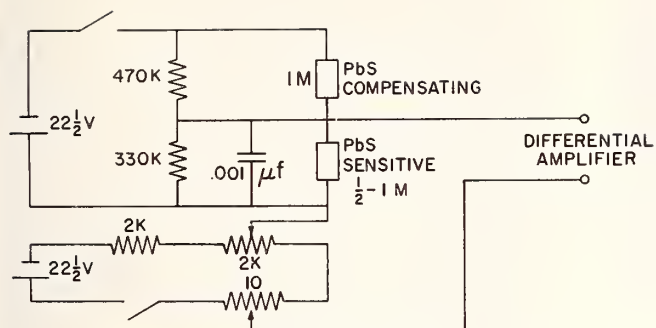 470K
1M
PbS
COMPENSATING
22½V
330K
.001 μf
PbS
SENSITIVE
½-1M
DIFFERENTIAL
AMPLIFIER
2K
2K
22½V
10